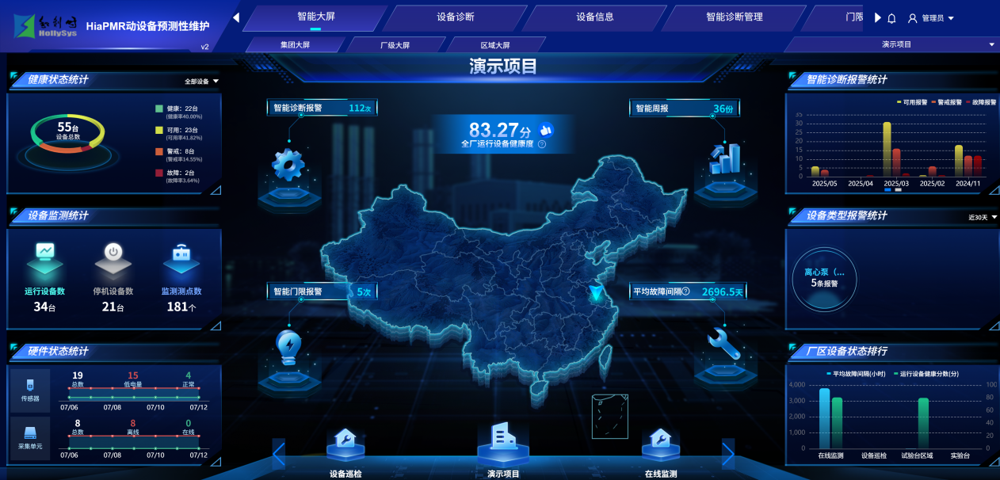 和利时
HollySys
HiaPMR动设备预测性维护
v2
智能大屏
设备诊断
设备信息
智能诊断管理
门限
管理员
集团大屏
厂级大屏
区域大屏
演示项目
演示项目
健康状态统计
全部设备
55台
设备总数
健康：22台
(健康率40.00%)
可用：23台
(可用率41.82%)
警戒：8台
(警戒率14.55%)
故障：2台
(故障率3.64%)
设备监测统计
运行设备数
34台
停机设备数
21台
监测测点数
181个
硬件状态统计
传感器
19
总数
15
低电量
4
正常
07/06 07/08 07/10 07/12
采集单元
8
总数
8
离线
0
在线
07/06 07/08 07/10 07/12
智能诊断报警 112次
智能周报 36份
83.27分
全厂运行设备健康度 ?
智能门限报警 5次
平均故障间隔? 2696.5天
设备巡检
演示项目
在线监测
智能诊断报警统计
可用报警 警戒报警 故障报警
35
30
25
20
15
10
5
0
2025/05 2025/04 2025/03 2025/02 2024/11
设备类型报警统计
近30天
离心泵（...
5条报警
厂区设备状态排行
平均故障间隔(小时) 运行设备健康分数(分)
4,000 100
3,000 80
60
2,000
40
1,000 20
0 0
在线监测 设备巡检 试验台区域 实验台